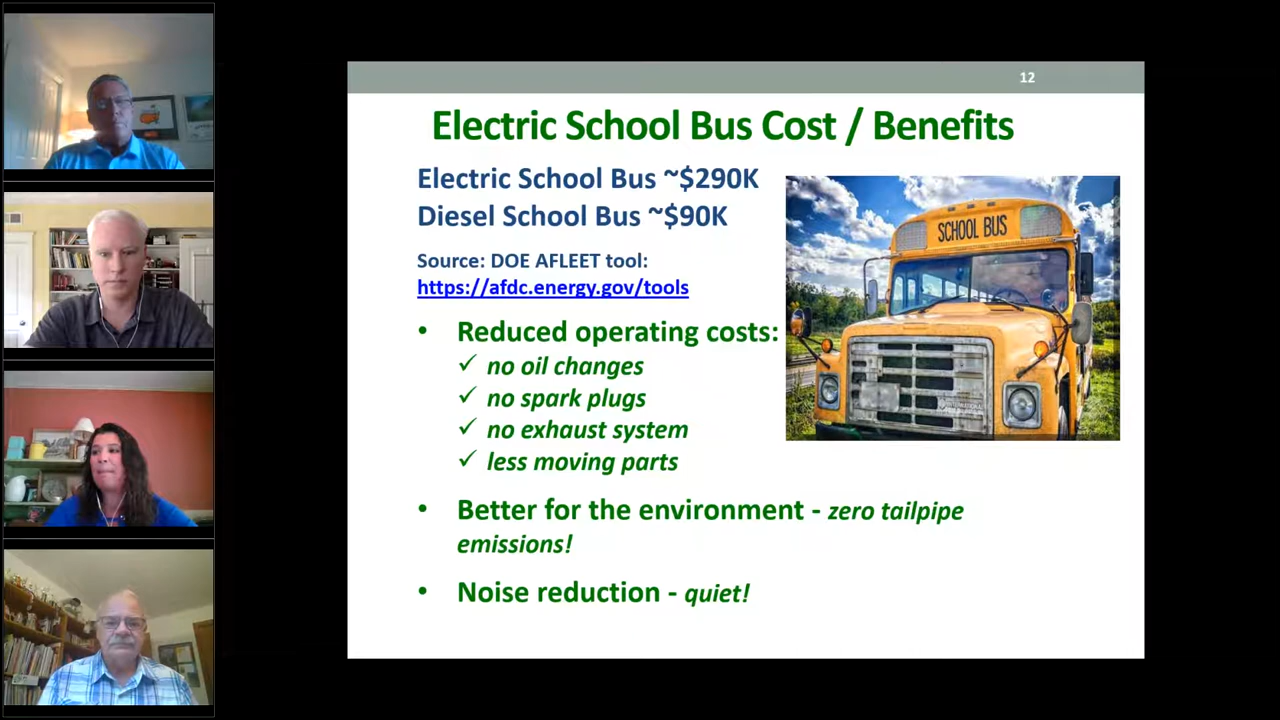 12
Electric School Bus Cost / Benefits
Electric School Bus ~$290K
Diesel School Bus ~$90K
Source: DOE AFLEET tool:
https://afdc.energy.gov/tools
SCHOOL BUS
• Reduced operating costs:
✓ no oil changes
✓ no spark plugs
✓ no exhaust system
✓ less moving parts
• Better for the environment - zero tailpipe
emissions!
• Noise reduction - quiet!